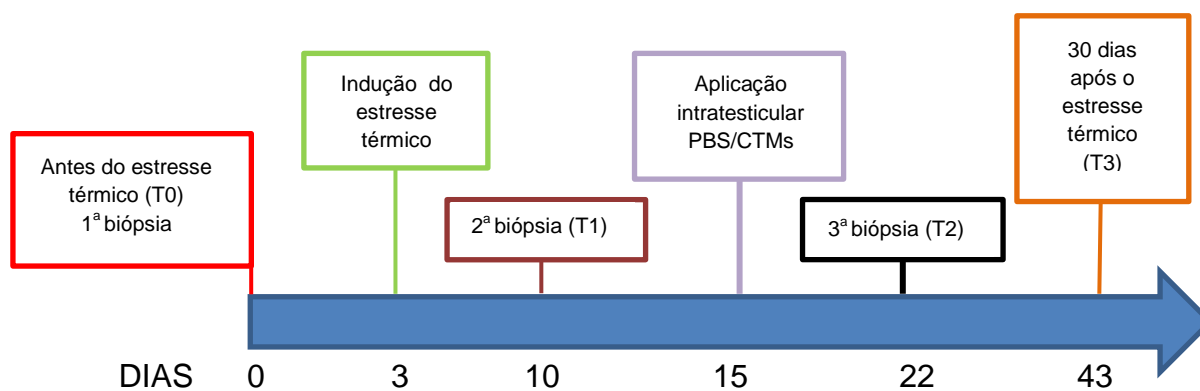 Antes do estresse
térmico (T0)
1ª biópsia
Indução do
estresse
térmico
2ª biópsia (T1)
Aplicação
intratesticular
PBS/CTMs
3ª biópsia (T2)
30 dias
após o
estresse
térmico
(T3)
DIAS 0 3 10 15 22 43